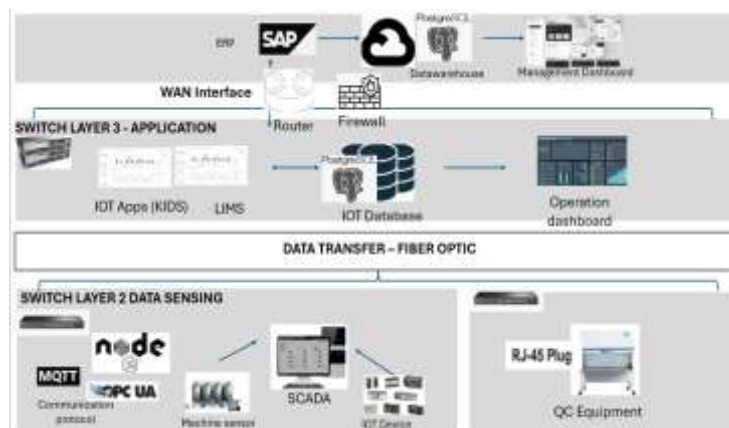 ERP
SAP
PostgreSQL
Datawarehouse
Management Dashboard
WAN Interface
Router
Firewall
SWITCH LAYER 3 - APPLICATION
PostgreSQL
IOT Apps (KIDS)
LIMS
IOT Database
Operation
dashboard
DATA TRANSFER – FIBER OPTIC
SWITCH LAYER 2 DATA SENSING
node
MQTT
OPC UA
Communication
protocol
Machine sensor
SCADA
IOT Device
RJ-45 Plug
QC Equipment